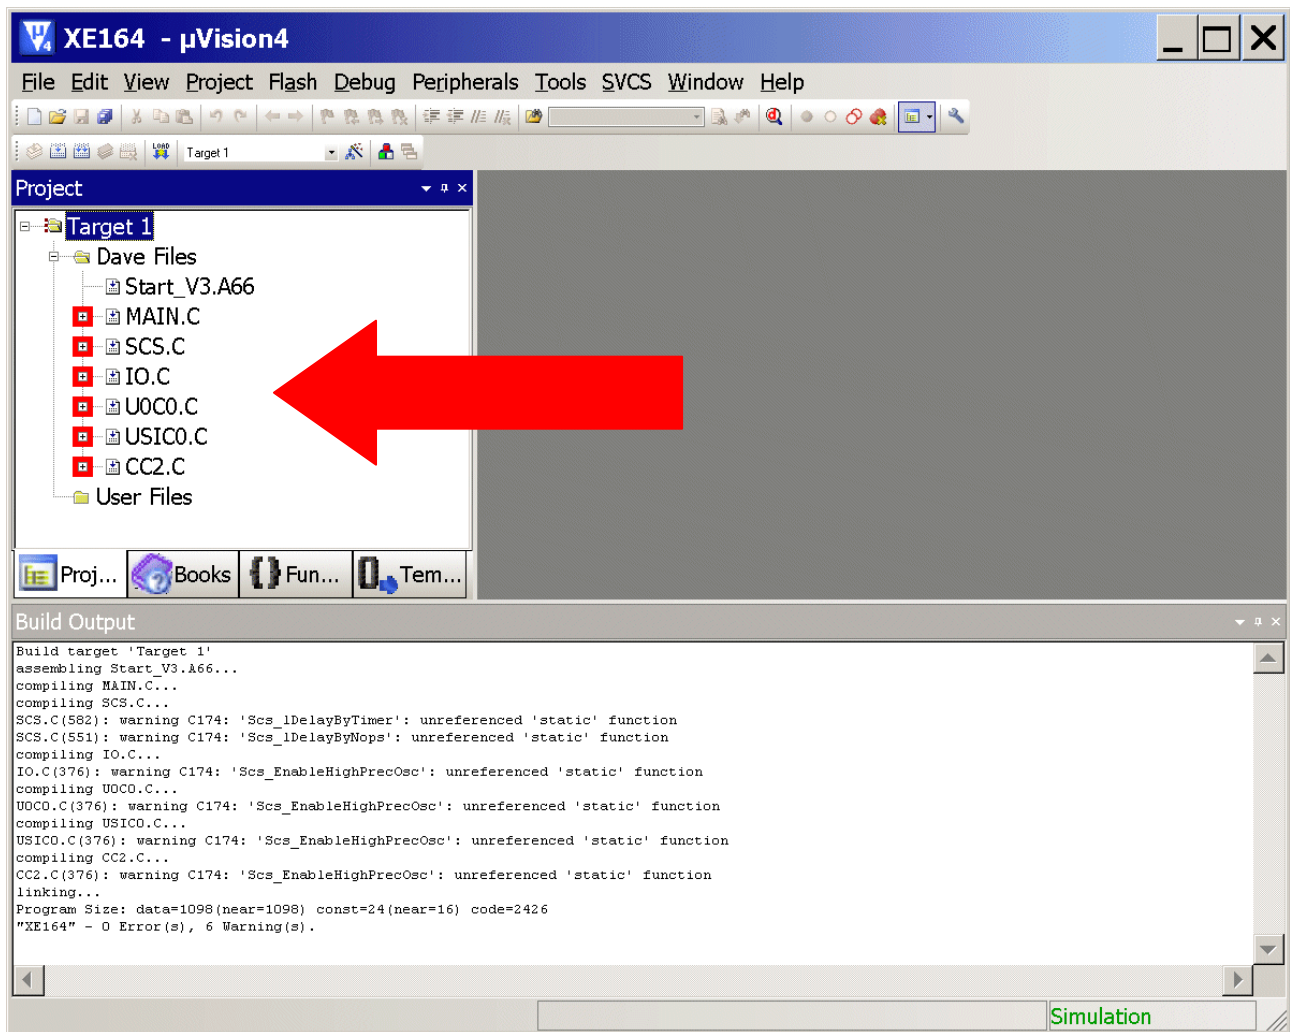 XE164 - µVision4
File Edit View Project Flash Debug Peripherals Tools SVCS Window Help
LOAD Target 1
Project
Target 1
Dave Files
Start_V3.A66
MAIN.C
SCS.C
IO.C
U0C0.C
USIC0.C
CC2.C
User Files
Proj... Books {} Fun... Tem...
Build Output
Build target 'Target 1'
assembling Start_V3.A66...
compiling MAIN.C...
compiling SCS.C...
SCS.C(582): warning C174: 'Scs_lDelayByTimer': unreferenced 'static' function
SCS.C(551): warning C174: 'Scs_lDelayByNops': unreferenced 'static' function
compiling IO.C...
IO.C(376): warning C174: 'Scs_EnableHighPrecOsc': unreferenced 'static' function
compiling U0C0.C...
U0C0.C(376): warning C174: 'Scs_EnableHighPrecOsc': unreferenced 'static' function
compiling USIC0.C...
USIC0.C(376): warning C174: 'Scs_EnableHighPrecOsc': unreferenced 'static' function
compiling CC2.C...
CC2.C(376): warning C174: 'Scs_EnableHighPrecOsc': unreferenced 'static' function
linking...
Program Size: data=1098(near=1098) const=24(near=16) code=2426
"XE164" - 0 Error(s), 6 Warning(s).
Simulation